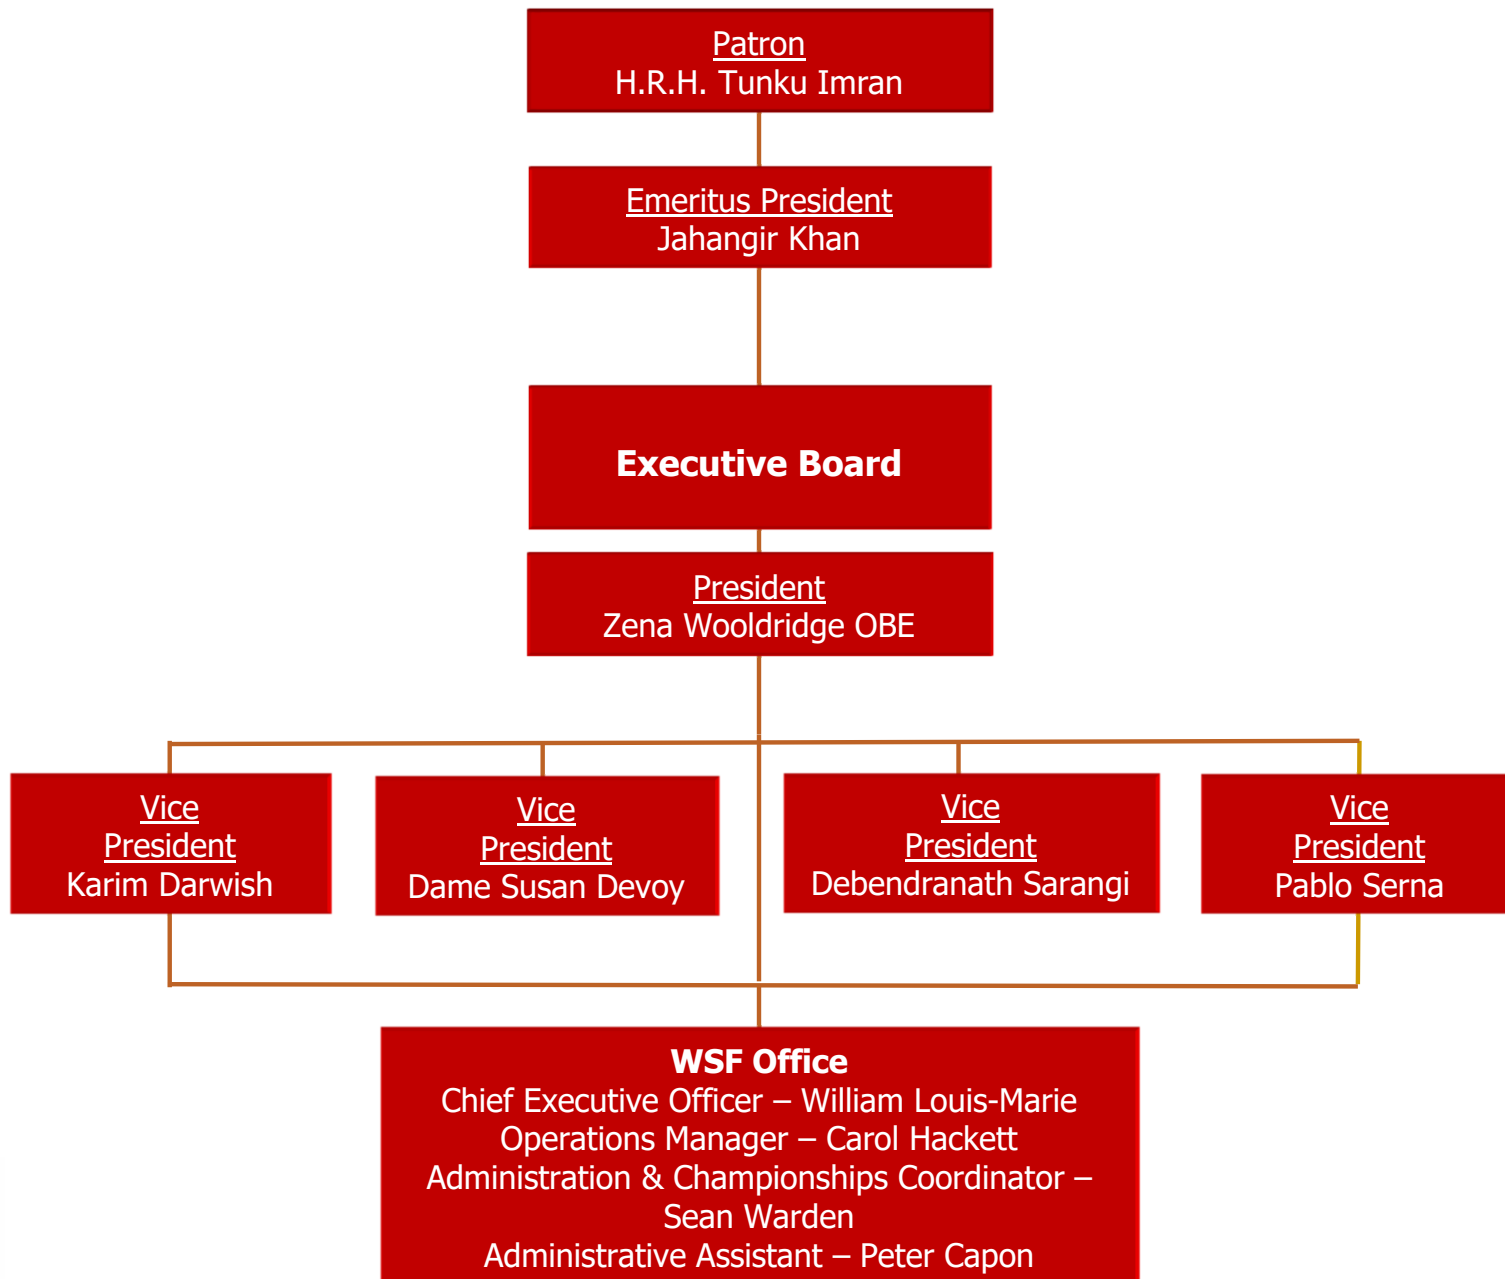 Patron
H.R.H. Tunku Imran
Emeritus President
Jahangir Khan
Executive Board
President
Zena Wooldridge OBE
Vice
President
Karim Darwish
Vice
President
Dame Susan Devoy
Vice
President
Debendranath Sarangi
Vice
President
Pablo Serna
WSF Office
Chief Executive Officer – William Louis-Marie
Operations Manager – Carol Hackett
Administration & Championships Coordinator –
Sean Warden
Administrative Assistant – Peter Capon